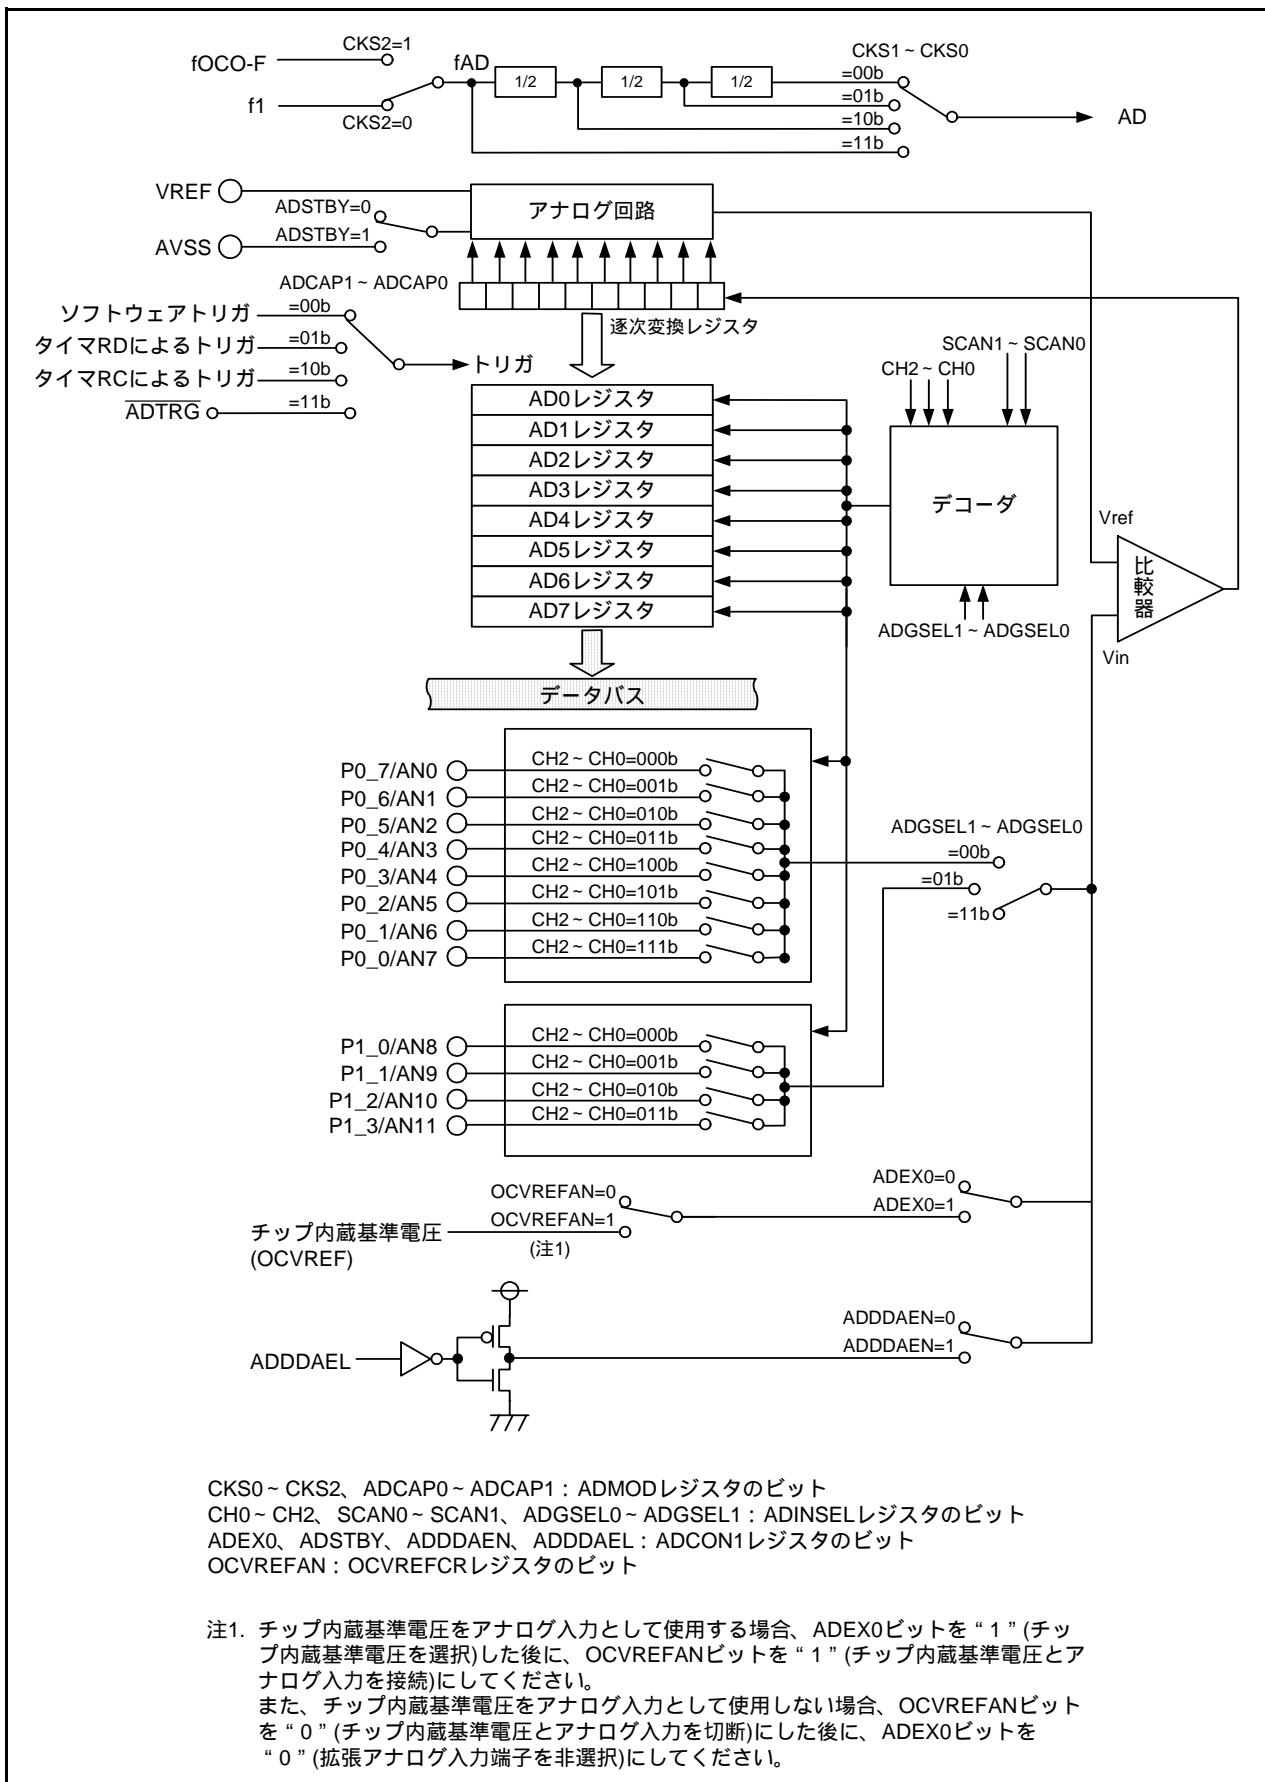 CKS2=1
fOCO-F
fAD
CKS1～CKS0
1/2
1/2
1/2
=00b
f1
CKS2=0
=01b
=10b
=11b
AD
VREF
アナログ回路
ADSTBY=0
AVSS
ADSTBY=1
ADCAP1～ADCAP0
ソフトウェアトリガ
=00b
タイマRDによるトリガ
=01b
タイマRCによるトリガ
=10b
ADTRG
=11b
トリガ
逐次変換レジスタ
AD0レジスタ
AD1レジスタ
AD2レジスタ
AD3レジスタ
AD4レジスタ
AD5レジスタ
AD6レジスタ
AD7レジスタ
SCAN1～SCAN0
CH2～CH0
デコーダ
ADGSEL1～ADGSEL0
Vref
比較器
Vin
データバス
P0_7/AN0
CH2～CH0=000b
P0_6/AN1
CH2～CH0=001b
P0_5/AN2
CH2～CH0=010b
P0_4/AN3
CH2～CH0=011b
P0_3/AN4
CH2～CH0=100b
P0_2/AN5
CH2～CH0=101b
P0_1/AN6
CH2～CH0=110b
P0_0/AN7
CH2～CH0=111b
ADGSEL1～ADGSEL0
=00b
=01b
=11b
P1_0/AN8
CH2～CH0=000b
P1_1/AN9
CH2～CH0=001b
P1_2/AN10
CH2～CH0=010b
P1_3/AN11
CH2～CH0=011b
OCVREFAN=0
OCVREFAN=1
(注1)
チップ内蔵基準電圧
(OCVREF)
ADEX0=0
ADEX0=1
ADDDAEL
ADDDAEN=0
ADDDAEN=1
CKS0～CKS2、ADCAP0～ADCAP1：ADMODレジスタのビット
CH0～CH2、SCAN0～SCAN1、ADGSEL0～ADGSEL1：ADINSELレジスタのビット
ADEX0、ADSTBY、ADDDAEN、ADDDAEL：ADCON1レジスタのビット
OCVREFAN：OCVREFCRレジスタのビット
注1. チップ内蔵基準電圧をアナログ入力として使用する場合、ADEX0ビットを“1”(チッ
プ内蔵基準電圧を選択)した後に、OCVREFANビットを“1”(チップ内蔵基準電圧とア
ナログ入力を接続)にしてください。
また、チップ内蔵基準電圧をアナログ入力として使用しない場合、OCVREFANビット
を“0”(チップ内蔵基準電圧とアナログ入力を切断)にした後に、ADEX0ビットを
“0”(拡張アナログ入力端子を非選択)にしてください。